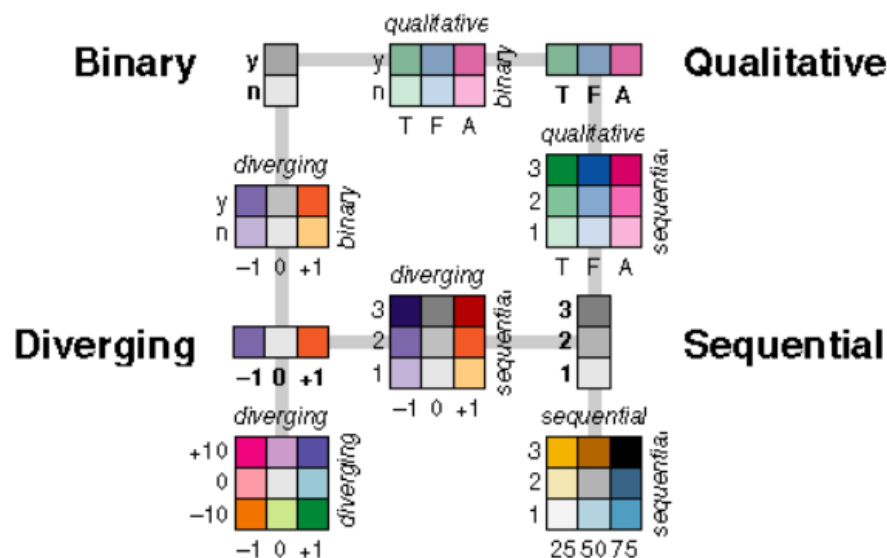 qualitative
Binary
y
n
y
n
binary
T F A
T F A
Qualitative
diverging
y
n
binary
−1 0 +1
qualitative
3
2
1
sequential
T F A
Diverging
−1 0 +1
diverging
3
2
1
sequential
−1 0 +1
3
2
1
Sequential
diverging
+10
0
−10
diverging
−1 0 +1
sequential
3
2
1
sequential
25 50 75